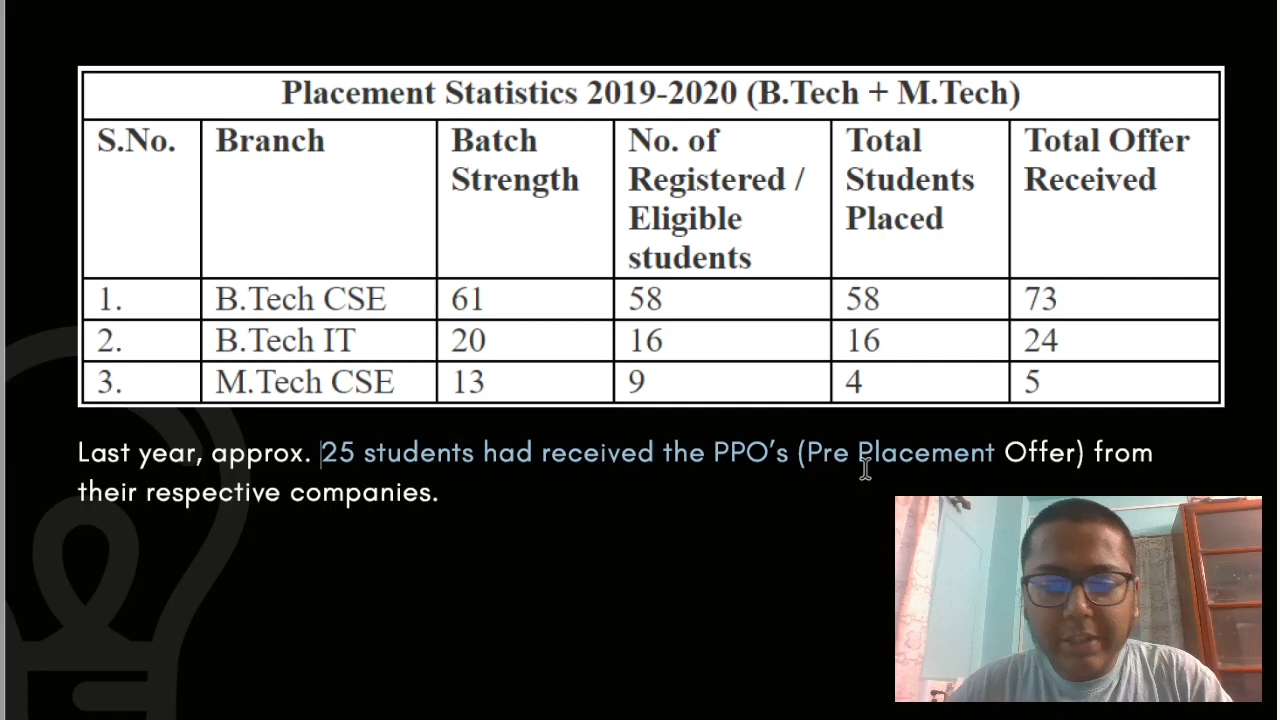 Placement Statistics 2019-2020 (B.Tech + M.Tech)
S.No. Branch Batch Strength No. of Registered / Eligible students Total Students Placed Total Offer Received
1. B.Tech CSE 61 58 58 73
2. B.Tech IT 20 16 16 24
3. M.Tech CSE 13 9 4 5
Last year, approx. 25 students had received the PPO's (Pre Placement Offer) from
their respective companies.